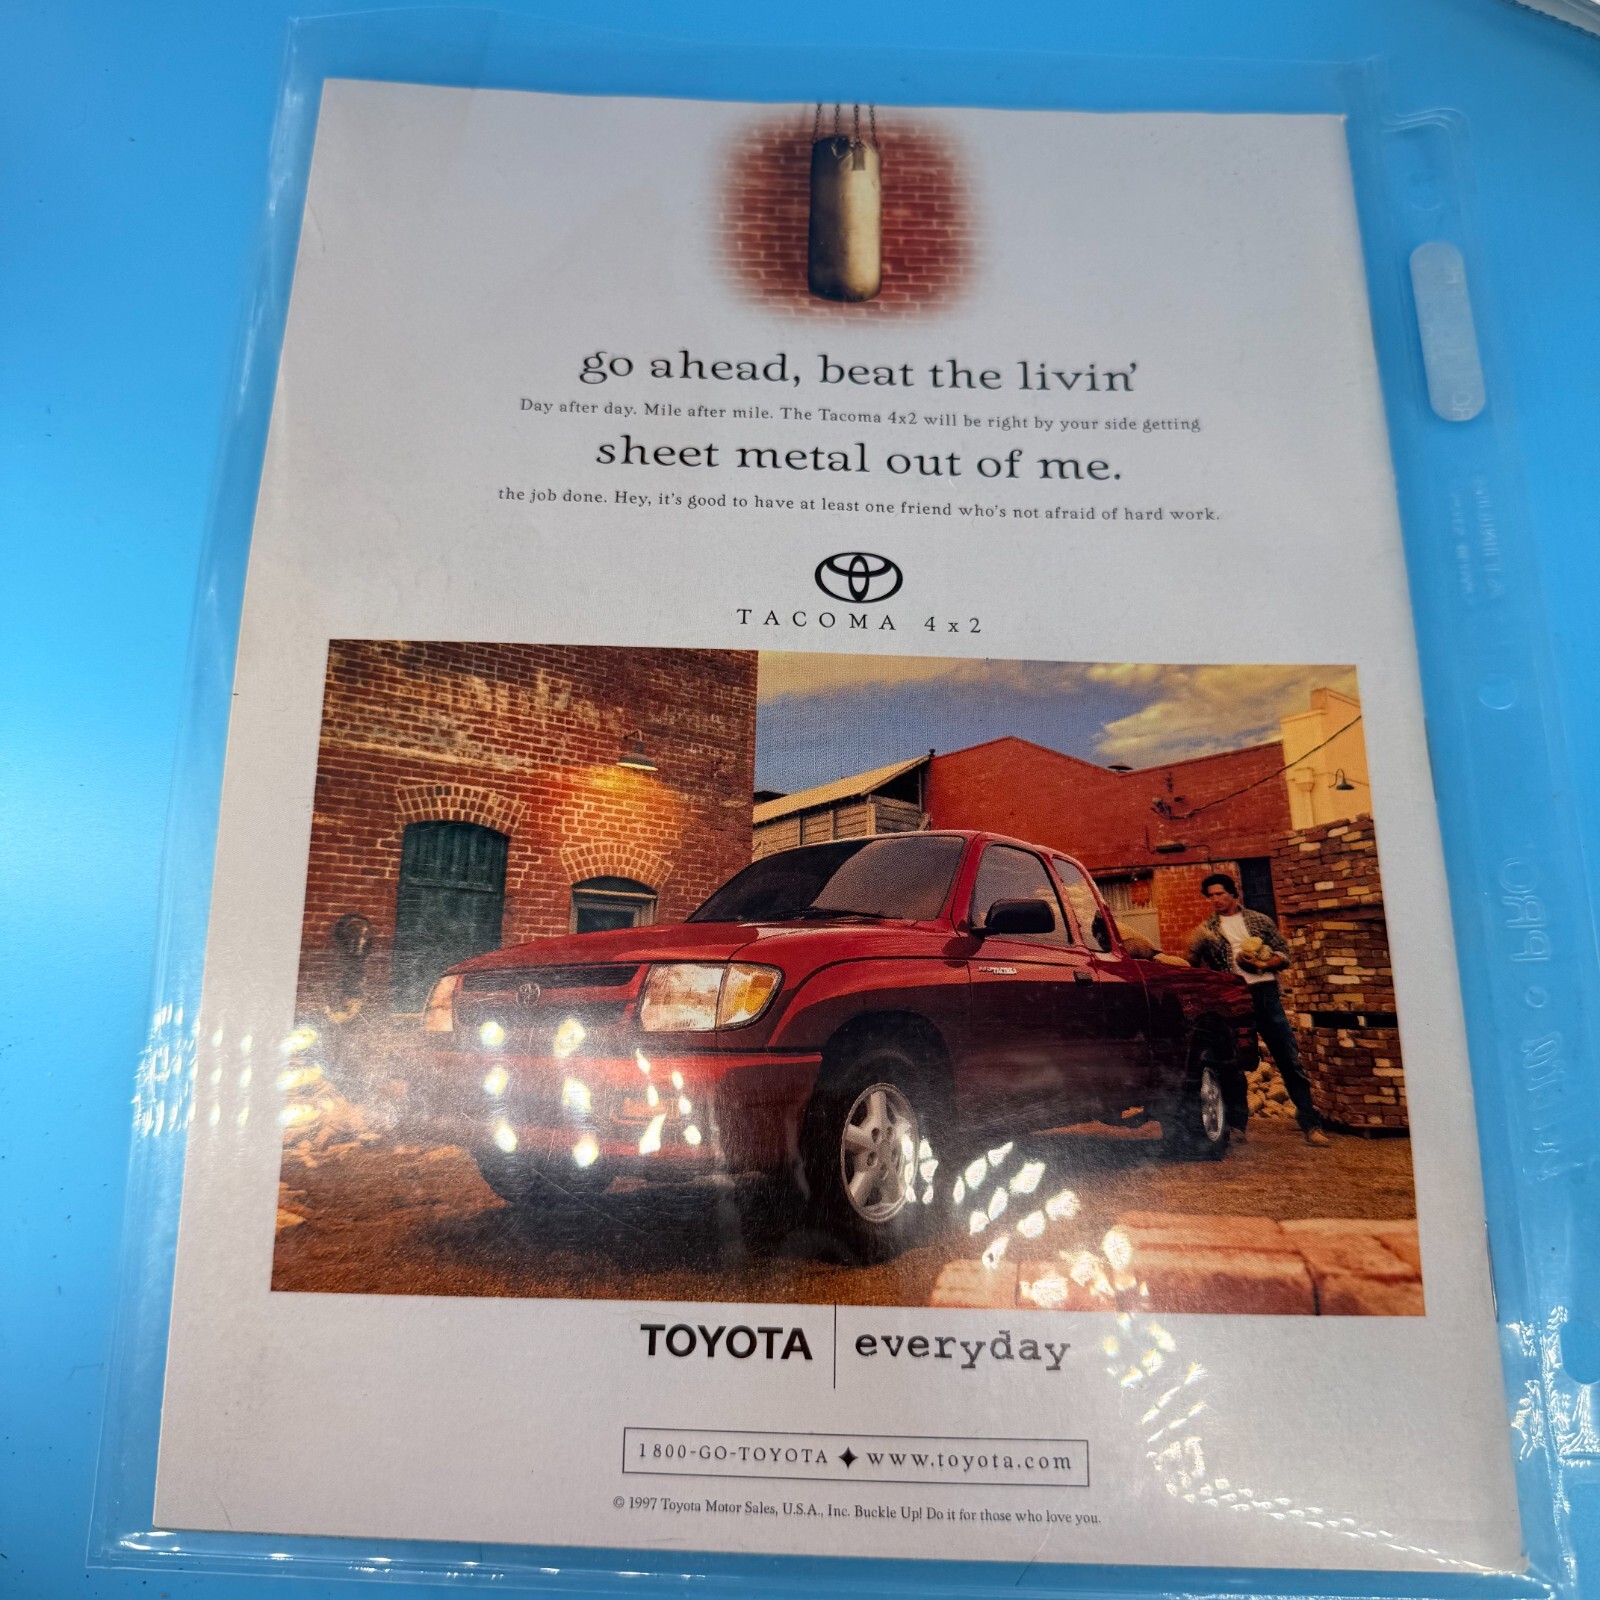 go ahead, beat the livin'
Day after day. Mile after mile. The Tacoma 4x2 will be right by your side getting
sheet metal out of me.
the job done. Hey, it's good to have at least one friend who's not afraid of hard work.
TACOMA 4x2
TOYOTA everyday
1800-GO-TOYOTA ✦ www.toyota.com
© 1997 Toyota Motor Sales, U.S.A., Inc. Buckle Up! Do it for those who love you.